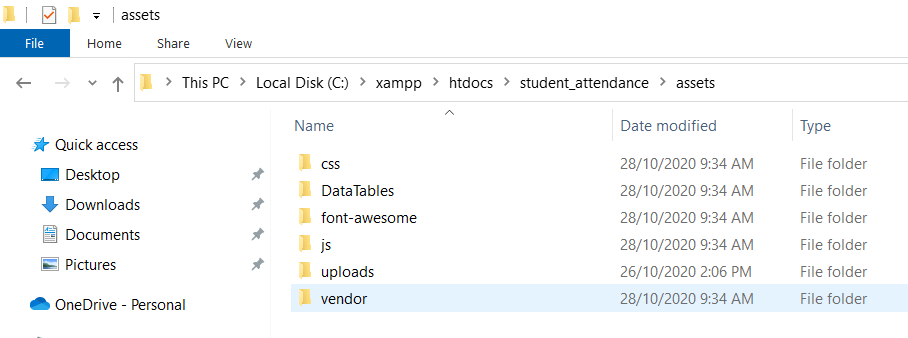 assets
File Home Share View
This PC Local Disk (C:) xampp htdocs student_attendance assets
Name Date modified Type
Quick access
Desktop
Downloads
Documents
Pictures
OneDrive - Personal
css 28/10/2020 9:34 AM File folder
DataTables 28/10/2020 9:34 AM File folder
font-awesome 28/10/2020 9:34 AM File folder
js 28/10/2020 9:34 AM File folder
uploads 26/10/2020 2:06 PM File folder
vendor 28/10/2020 9:34 AM File folder